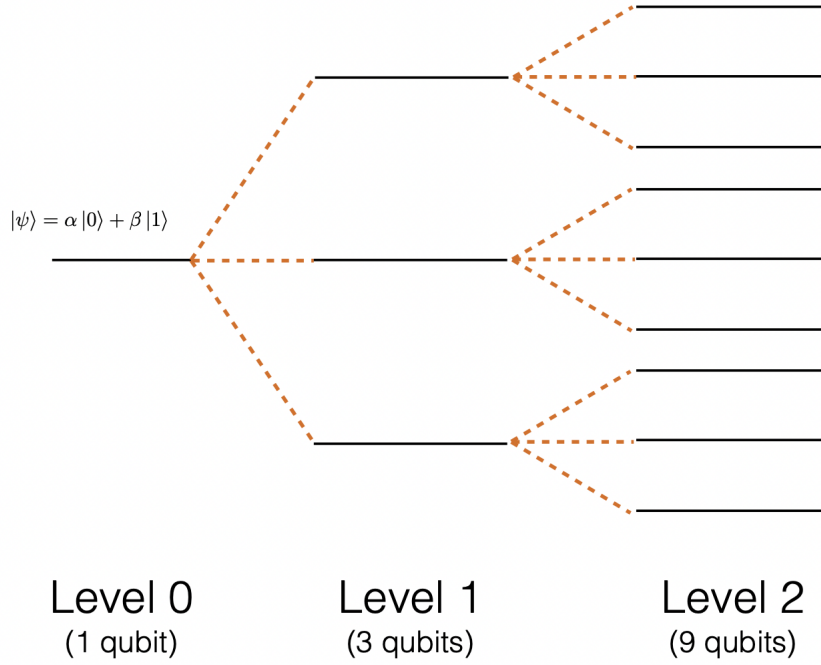 |ψ⟩ = α |0⟩ + β |1⟩
Level 0
(1 qubit)
Level 1
(3 qubits)
Level 2
(9 qubits)